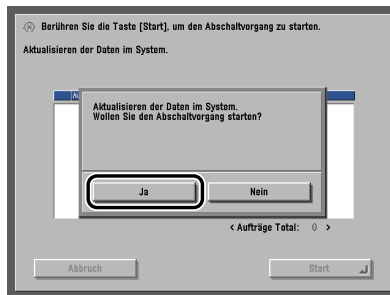 Berühren Sie die Taste [Start], um den Abschaltvorgang zu starten.
Aktualisieren der Daten im System.
Aktualisieren der Daten im System.
Wollen Sie den Abschaltvorgang starten?
Ja
Nein
< Aufträge Total: 0 >
Abbruch
Start